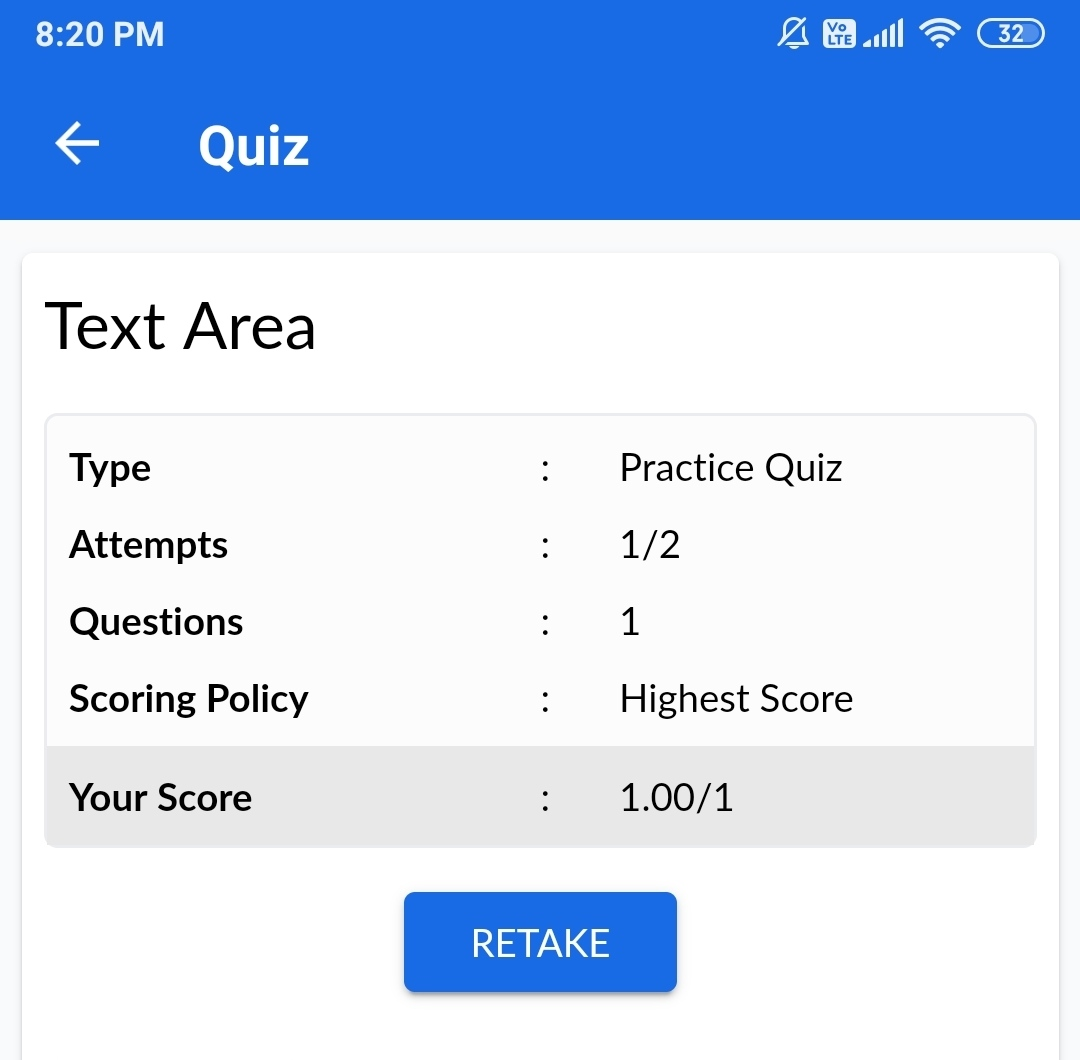 8:20 PM Vo LTE 32
Quiz
Text Area
Type : Practice Quiz
Attempts : 1/2
Questions : 1
Scoring Policy : Highest Score
Your Score : 1.00/1
RETAKE